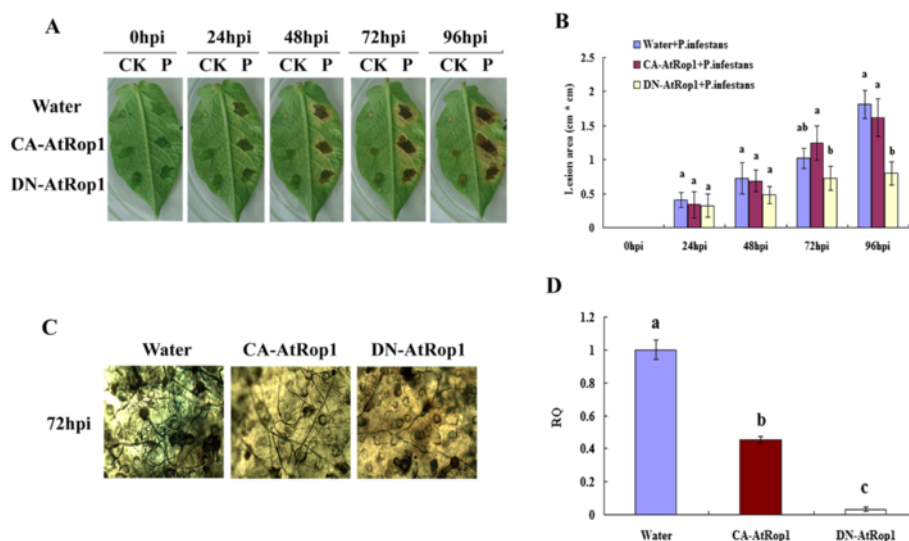 A
0hpi 24hpi 48hpi 72hpi 96hpi
CK P CK P CK P CK P CK P
Water
CA-AtRop1
DN-AtRop1
B
Water+P.infestans
CA-AtRop1+P.infestans
DN-AtRop1+P.infestans
Lesion area (cm * cm)
2.5
2
1.5
1
0.5
0
a a a
a a a
ab a b
a a b
0hpi 24hpi 48hpi 72hpi 96hpi
C
Water CA-AtRop1 DN-AtRop1
72hpi
D
RQ
1.2
1
0.8
0.6
0.4
0.2
0
a
b
c
Water CA-AtRop1 DN-AtRop1